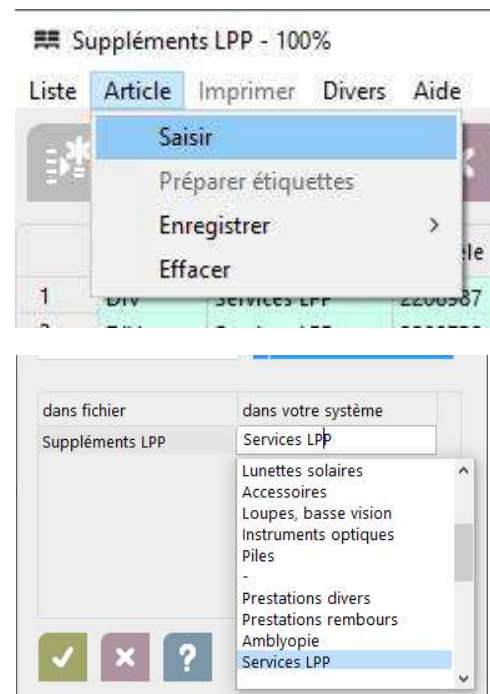 Suppléments LPP - 100%
Liste Article Imprimer Divers Aide
Saisir
Préparer étiquettes
Enregistrer >
Effacer
1
dans fichier dans votre système
Suppléments LPP Services LPP
Lunettes solaires
Accessoires
Loupes, basse vision
Instruments optiques
Piles
-
Prestations divers
Prestations rembours
Amblyopie
Services LPP
?